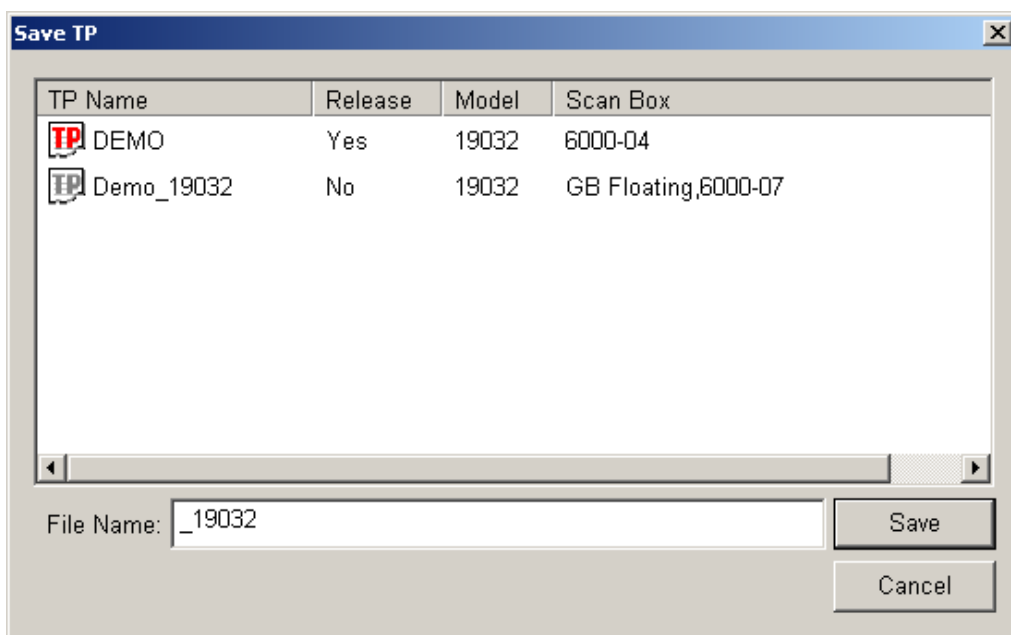 Save TP
TP Name Release Model Scan Box
TP DEMO Yes 19032 6000-04
TP Demo_19032 No 19032 GB Floating,6000-07
File Name: _19032 Save
Cancel